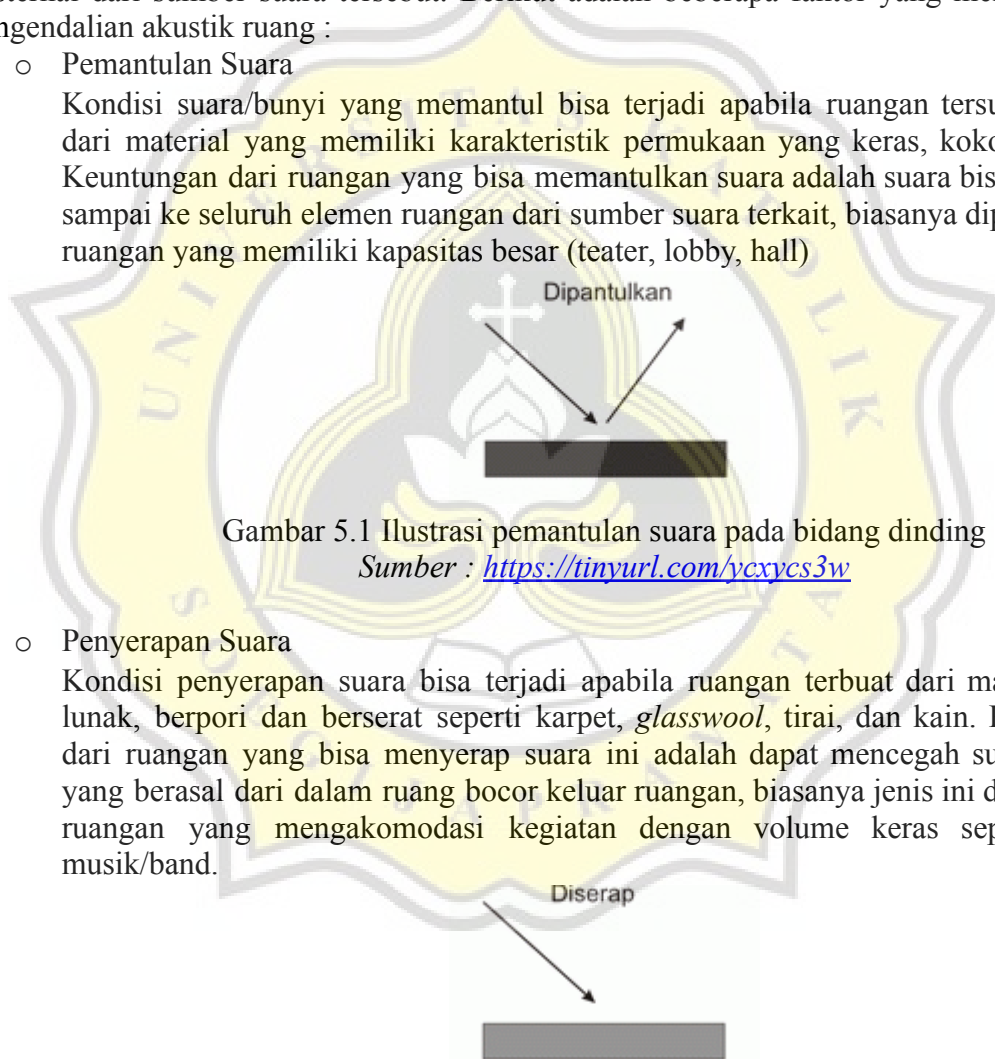 dari sumber suara tersebut. Berikut adalah beberapa faktor yang
ngendalian akustik ruang :
o Pemantulan Suara
Kondisi suara/bunyi yang memantul bisa terjadi apabila ruangan tersu
dari material yang memiliki karakteristik permukaan yang keras, koko
Keuntungan dari ruangan yang bisa memantulkan suara adalah suara bis
sampai ke seluruh elemen ruangan dari sumber suara terkait, biasanya dip
ruangan yang memiliki kapasitas besar (teater, lobby, hall)
Dipantulkan
Gambar 5.1 Ilustrasi pemantulan suara pada bidang dinding
Sumber : https://tinyurl.com/ycxycs3w
o Penyerapan Suara
Kondisi penyerapan suara bisa terjadi apabila ruangan terbuat dari ma
lunak, berpori dan berserat seperti karpet, glasswool, tirai, dan kain.
dari ruangan yang bisa menyerap suara ini adalah dapat mencegah su
yang berasal dari dalam ruang bocor keluar ruangan, biasanya jenis ini d
ruangan yang mengakomodasi kegiatan dengan volume keras sep
musik/band.
Diserap
UNIVERSITAS KATOLIK
SOEGIJAPRANATA